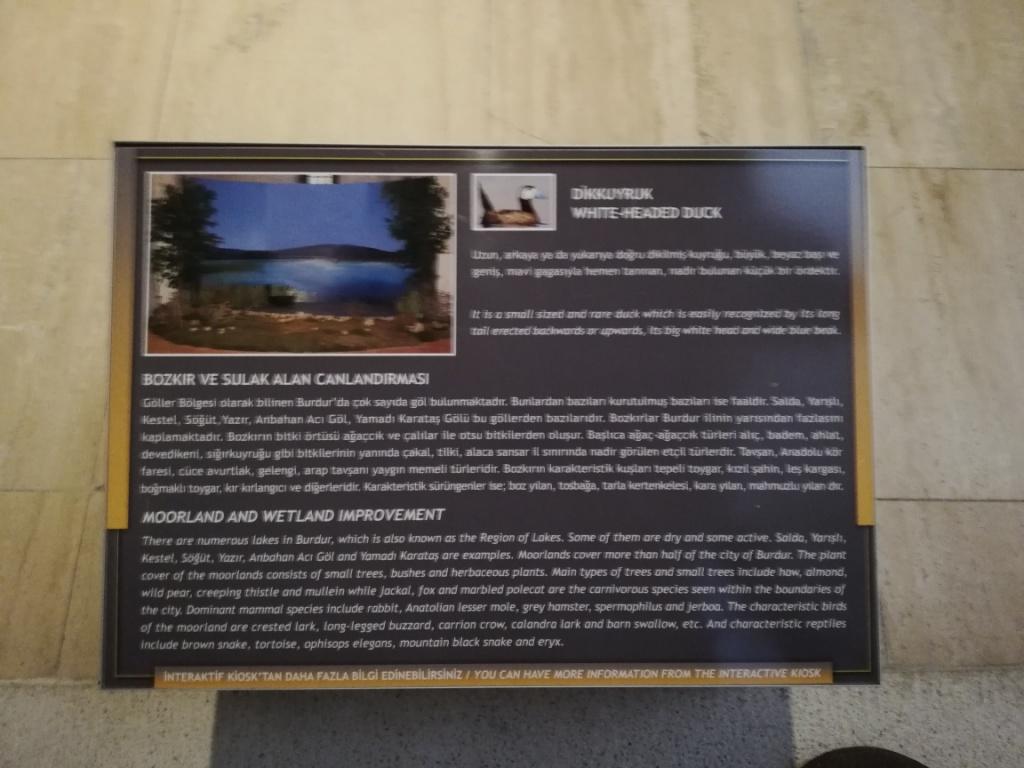 DİKKUYRUK
WHITE-HEADED DUCK
Uzun, arkaya ya da yukarıya doğru dikilmiş kuyruğu, büyük, beyaz başı ve
geniş, mavi gagasıyla hemen tanınan, nadir bulunan küçük bir ördektir.
It is a small sized and rare duck which is easily recognized by its long
tail erected backwards or upwards, its big white head and wide blue beak.
BOZKIR VE SULAK ALAN CANLANDIRMASI
Göller Bölgesi olarak bilinen Burdur'da çok sayıda göl bulunmaktadır. Bunlardan bazıları kurutulmuş bazıları ise faaldir. Salda, Yarışlı,
Kestel, Söğüt, Yazır, Anbahan Acı Göl, Yamadı Karataş Gölü bu göllerden bazılarıdır. Bozkırlar Burdur ilinin yarısından fazlasını
kaplamaktadır. Bozkırın bitki örtüsü ağaççık ve çalılar ile otsu bitkilerden oluşur. Başlıca ağaç-ağaççık türleri alıç, badem, ahlat,
devedikeni, sığırkuyruğu gibi bitkilerinin yanında çakal, tilki, alaca sansar il sınırında nadir görülen etçil türlerdir. Tavşan, Anadolu kör
faresi, cüce avurtlak, gelengi, arap tavşanı yaygın memeli türleridir. Bozkırın karakteristik kuşları tepeli toygar, kızıl şahin, leş kargası,
boğmaklı toygar, kır kırlangıcı ve diğerleridir. Karakteristik sürüngenler ise; boz yılan, tosbağa, tarla kertenkelesi, kara yılan, mahmuzlu yılan dır.
MOORLAND AND WETLAND IMPROVEMENT
There are numerous lakes in Burdur, which is also known as the Region of Lakes. Some of them are dry and some active. Salda, Yarışlı,
Kestel, Söğüt, Yazır, Anbahan Acı Göl and Yamadı Karataş are examples. Moorlands cover more than half of the city of Burdur. The plant
cover of the moorlands consists of small trees, bushes and herbaceous plants. Main types of trees and small trees include haw, almond,
wild pear, creeping thistle and mullein while jackal, fox and marbled polecat are the carnivorous species seen within the boundaries of
the city. Dominant mammal species include rabbit, Anatolian lesser mole, grey hamster, spermophilus and jerboa. The characteristic birds
of the moorland are crested lark, long-legged buzzard, carrion crow, calandra lark and barn swallow, etc. And characteristic reptiles
include brown snake, tortoise, ophisops elegans, mountain black snake and eryx.
İNTERAKTİF KİOSK'TAN DAHA FAZLA BİLGİ EDİNEBİLİRSİNİZ / YOU CAN HAVE MORE INFORMATION FROM THE INTERACTIVE KIOSK